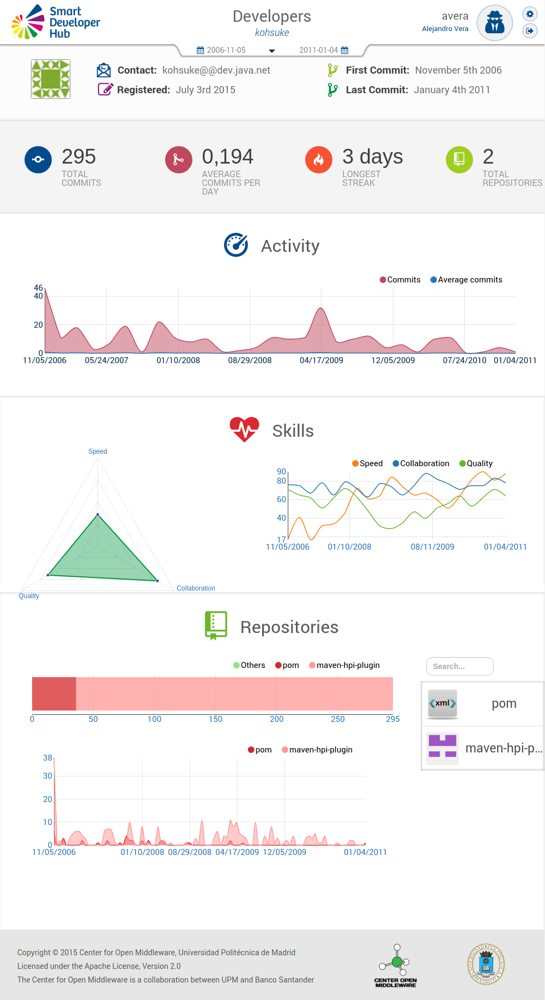 Smart
Developer
Hub
Developers
kohsuke
avera
Alejandro Vera
2006-11-05
2011-01-04
Contact: kohsuke@@dev.java.net
First Commit: November 5th 2006
Registered: July 3rd 2015
Last Commit: January 4th 2011
295
TOTAL
COMMITS
0,194
AVERAGE
COMMITS PER
DAY
3 days
LONGEST
STREAK
2
TOTAL
REPOSITORIES
Activity
Commits Average commits
46
40
20
0
11/05/2006 05/24/2007 01/10/2008 08/29/2008 04/17/2009 12/05/2009 07/24/2010 01/04/2011
Skills
Speed
Quality
Collaboration
Speed Collaboration Quality
90
80
60
40
17
11/05/2006 01/10/2008 08/11/2009 01/04/2011
Repositories
Others pom maven-hpi-plugin
0 50 100 150 200 250 295
Search...
<xml>
pom
maven-hpi-p...
pom maven-hpi-plugin
38
30
20
10
0
11/05/2006 01/10/2008 08/29/2008 04/17/2009 12/05/2009 01/04/2011
Copyright © 2015 Center for Open Middleware, Universidad Politécnica de Madrid
Licensed under the Apache License, Version 2.0
The Center for Open Middleware is a collaboration between UPM and Banco Santander
CENTER OPEN
MIDDLEWARE
UNIVERSIDAD POLITECNICA